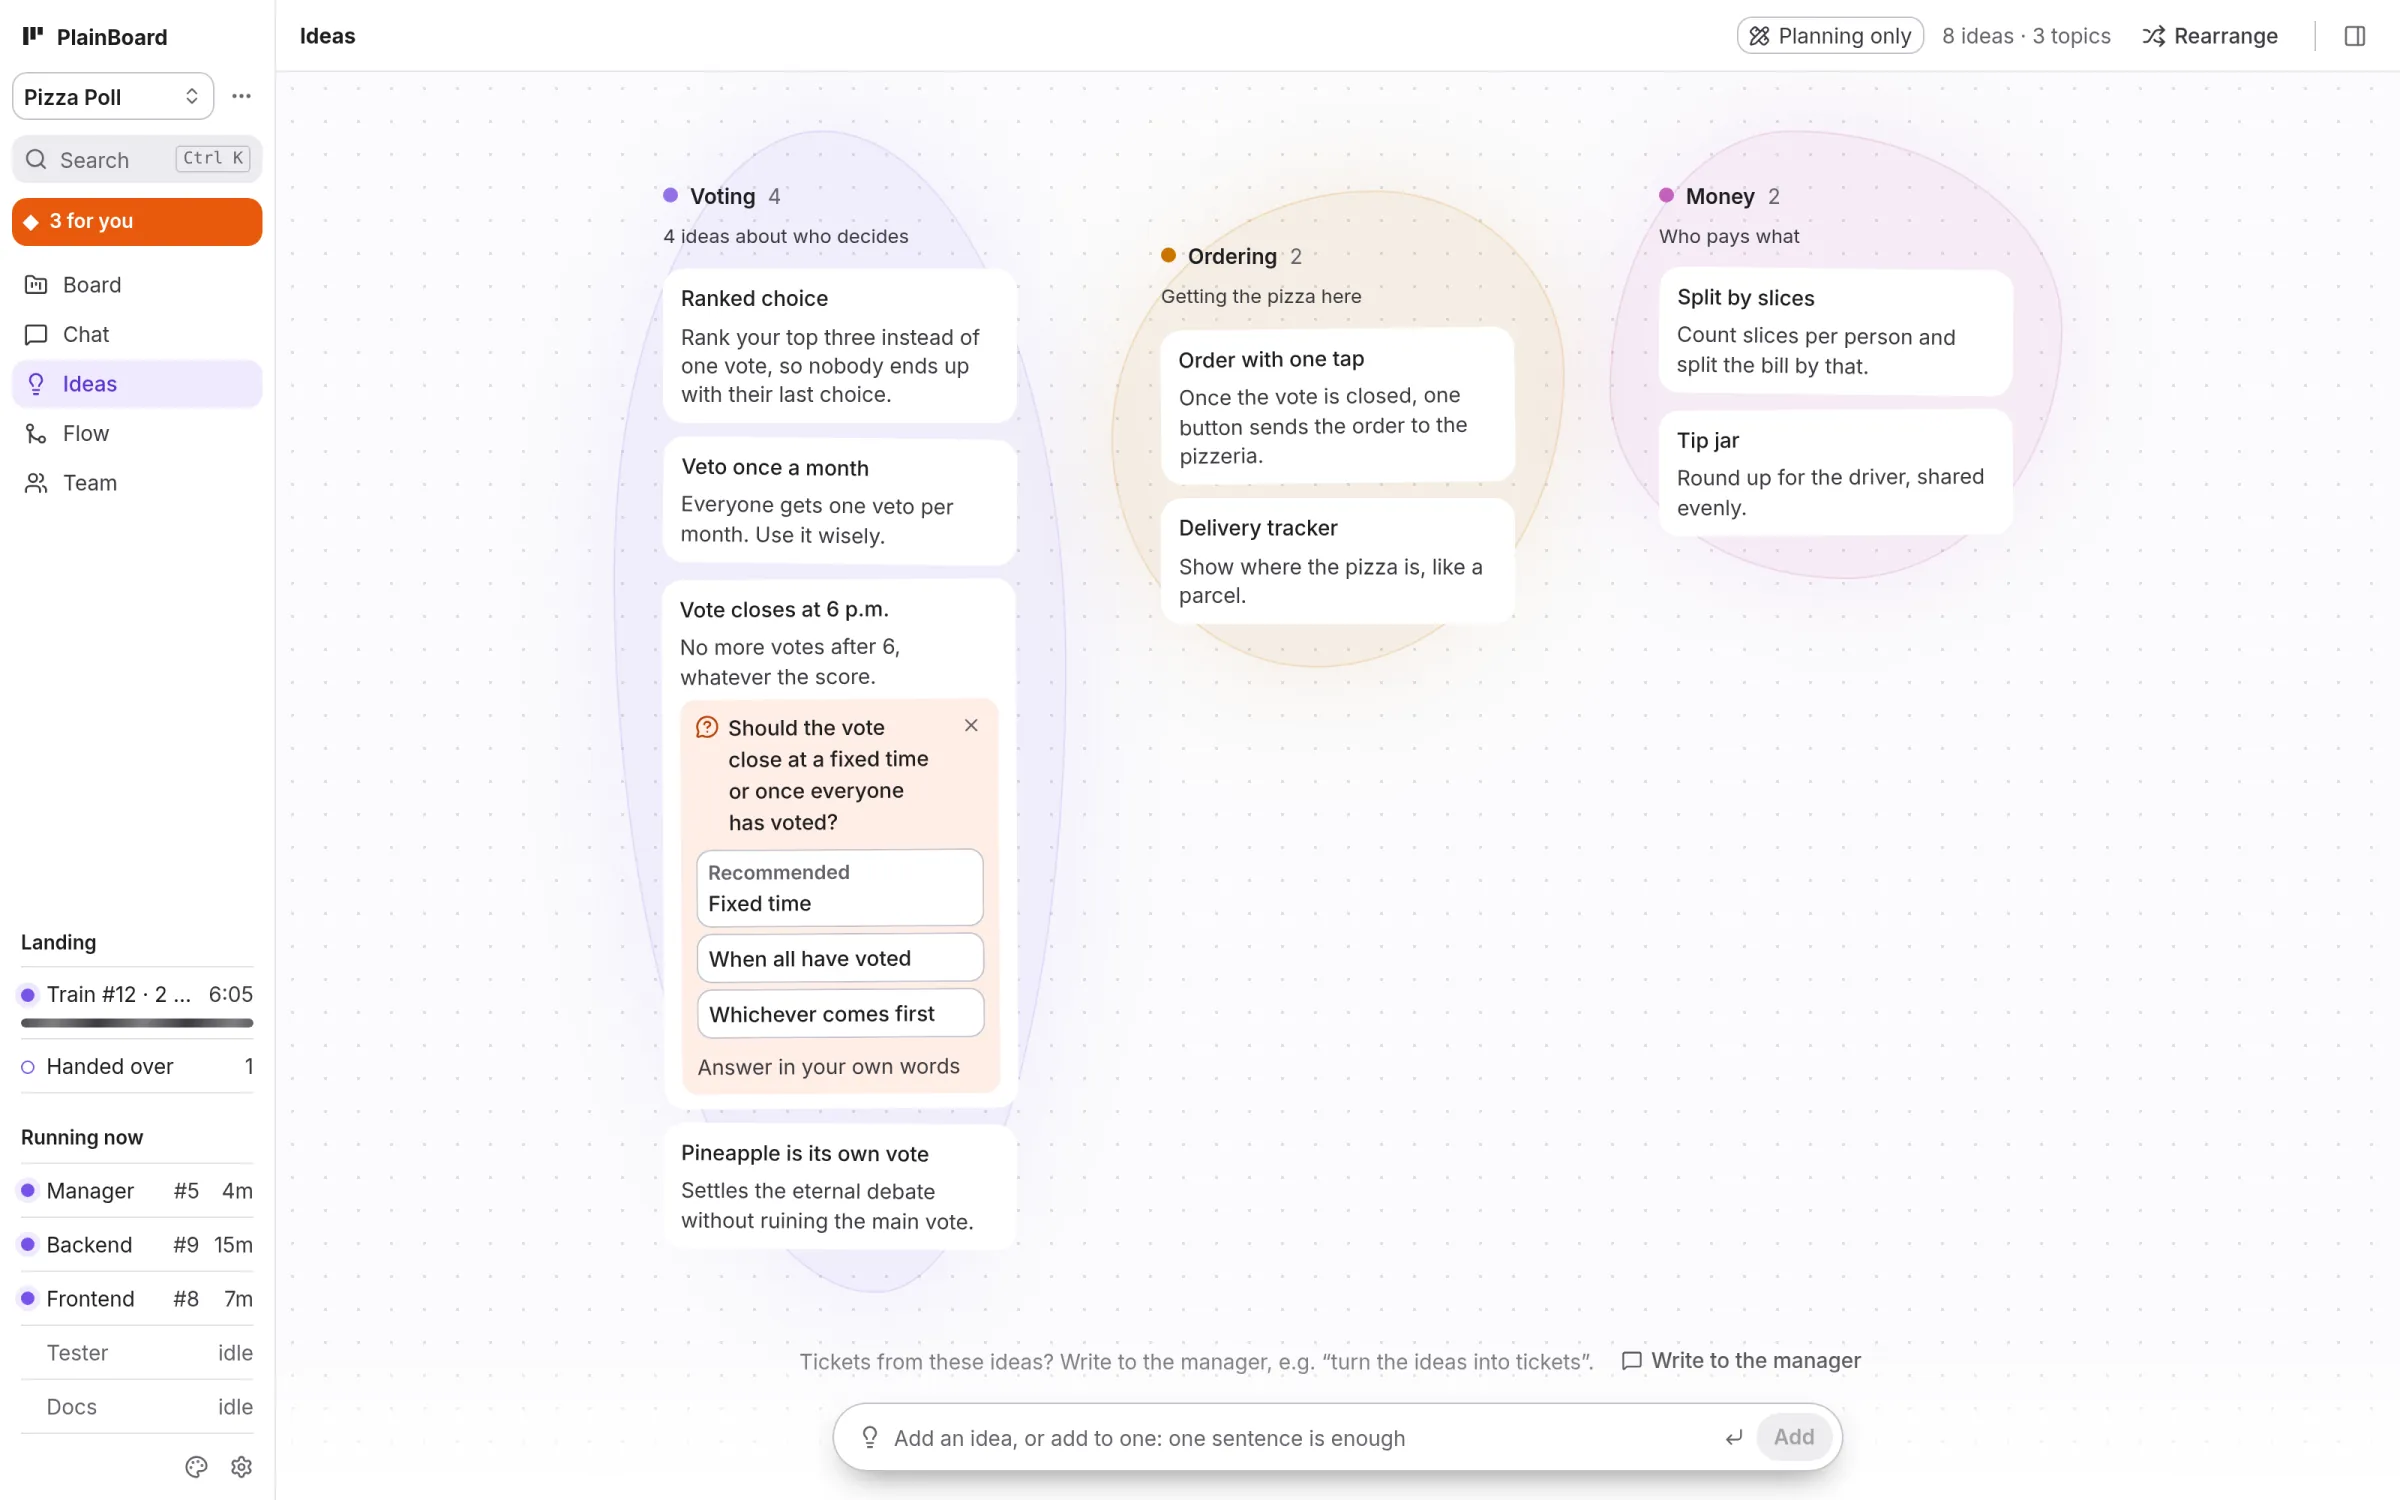 PlainBoard
Pizza Poll
Search Ctrl K
3 for you
Board
Chat
Ideas
Flow
Team
Landing
Train #12 · 2 ... 6:05
Handed over 1
Running now
Manager #5 4m
Backend #9 15m
Frontend #8 7m
Tester idle
Docs idle
Ideas
Planning only
8 ideas · 3 topics
Rearrange
Voting 4
4 ideas about who decides
Ranked choice
Rank your top three instead of
one vote, so nobody ends up
with their last choice.
Veto once a month
Everyone gets one veto per
month. Use it wisely.
Vote closes at 6 p.m.
No more votes after 6,
whatever the score.
Should the vote
close at a fixed time
or once everyone
has voted?
Recommended
Fixed time
When all have voted
Whichever comes first
Answer in your own words
Pineapple is its own vote
Settles the eternal debate
without ruining the main vote.
Ordering 2
Getting the pizza here
Order with one tap
Once the vote is closed, one
button sends the order to the
pizzeria.
Delivery tracker
Show where the pizza is, like a
parcel.
Money 2
Who pays what
Split by slices
Count slices per person and
split the bill by that.
Tip jar
Round up for the driver, shared
evenly.
Tickets from these ideas? Write to the manager, e.g. “turn the ideas into tickets”.
Write to the manager
Add an idea, or add to one: one sentence is enough
Add